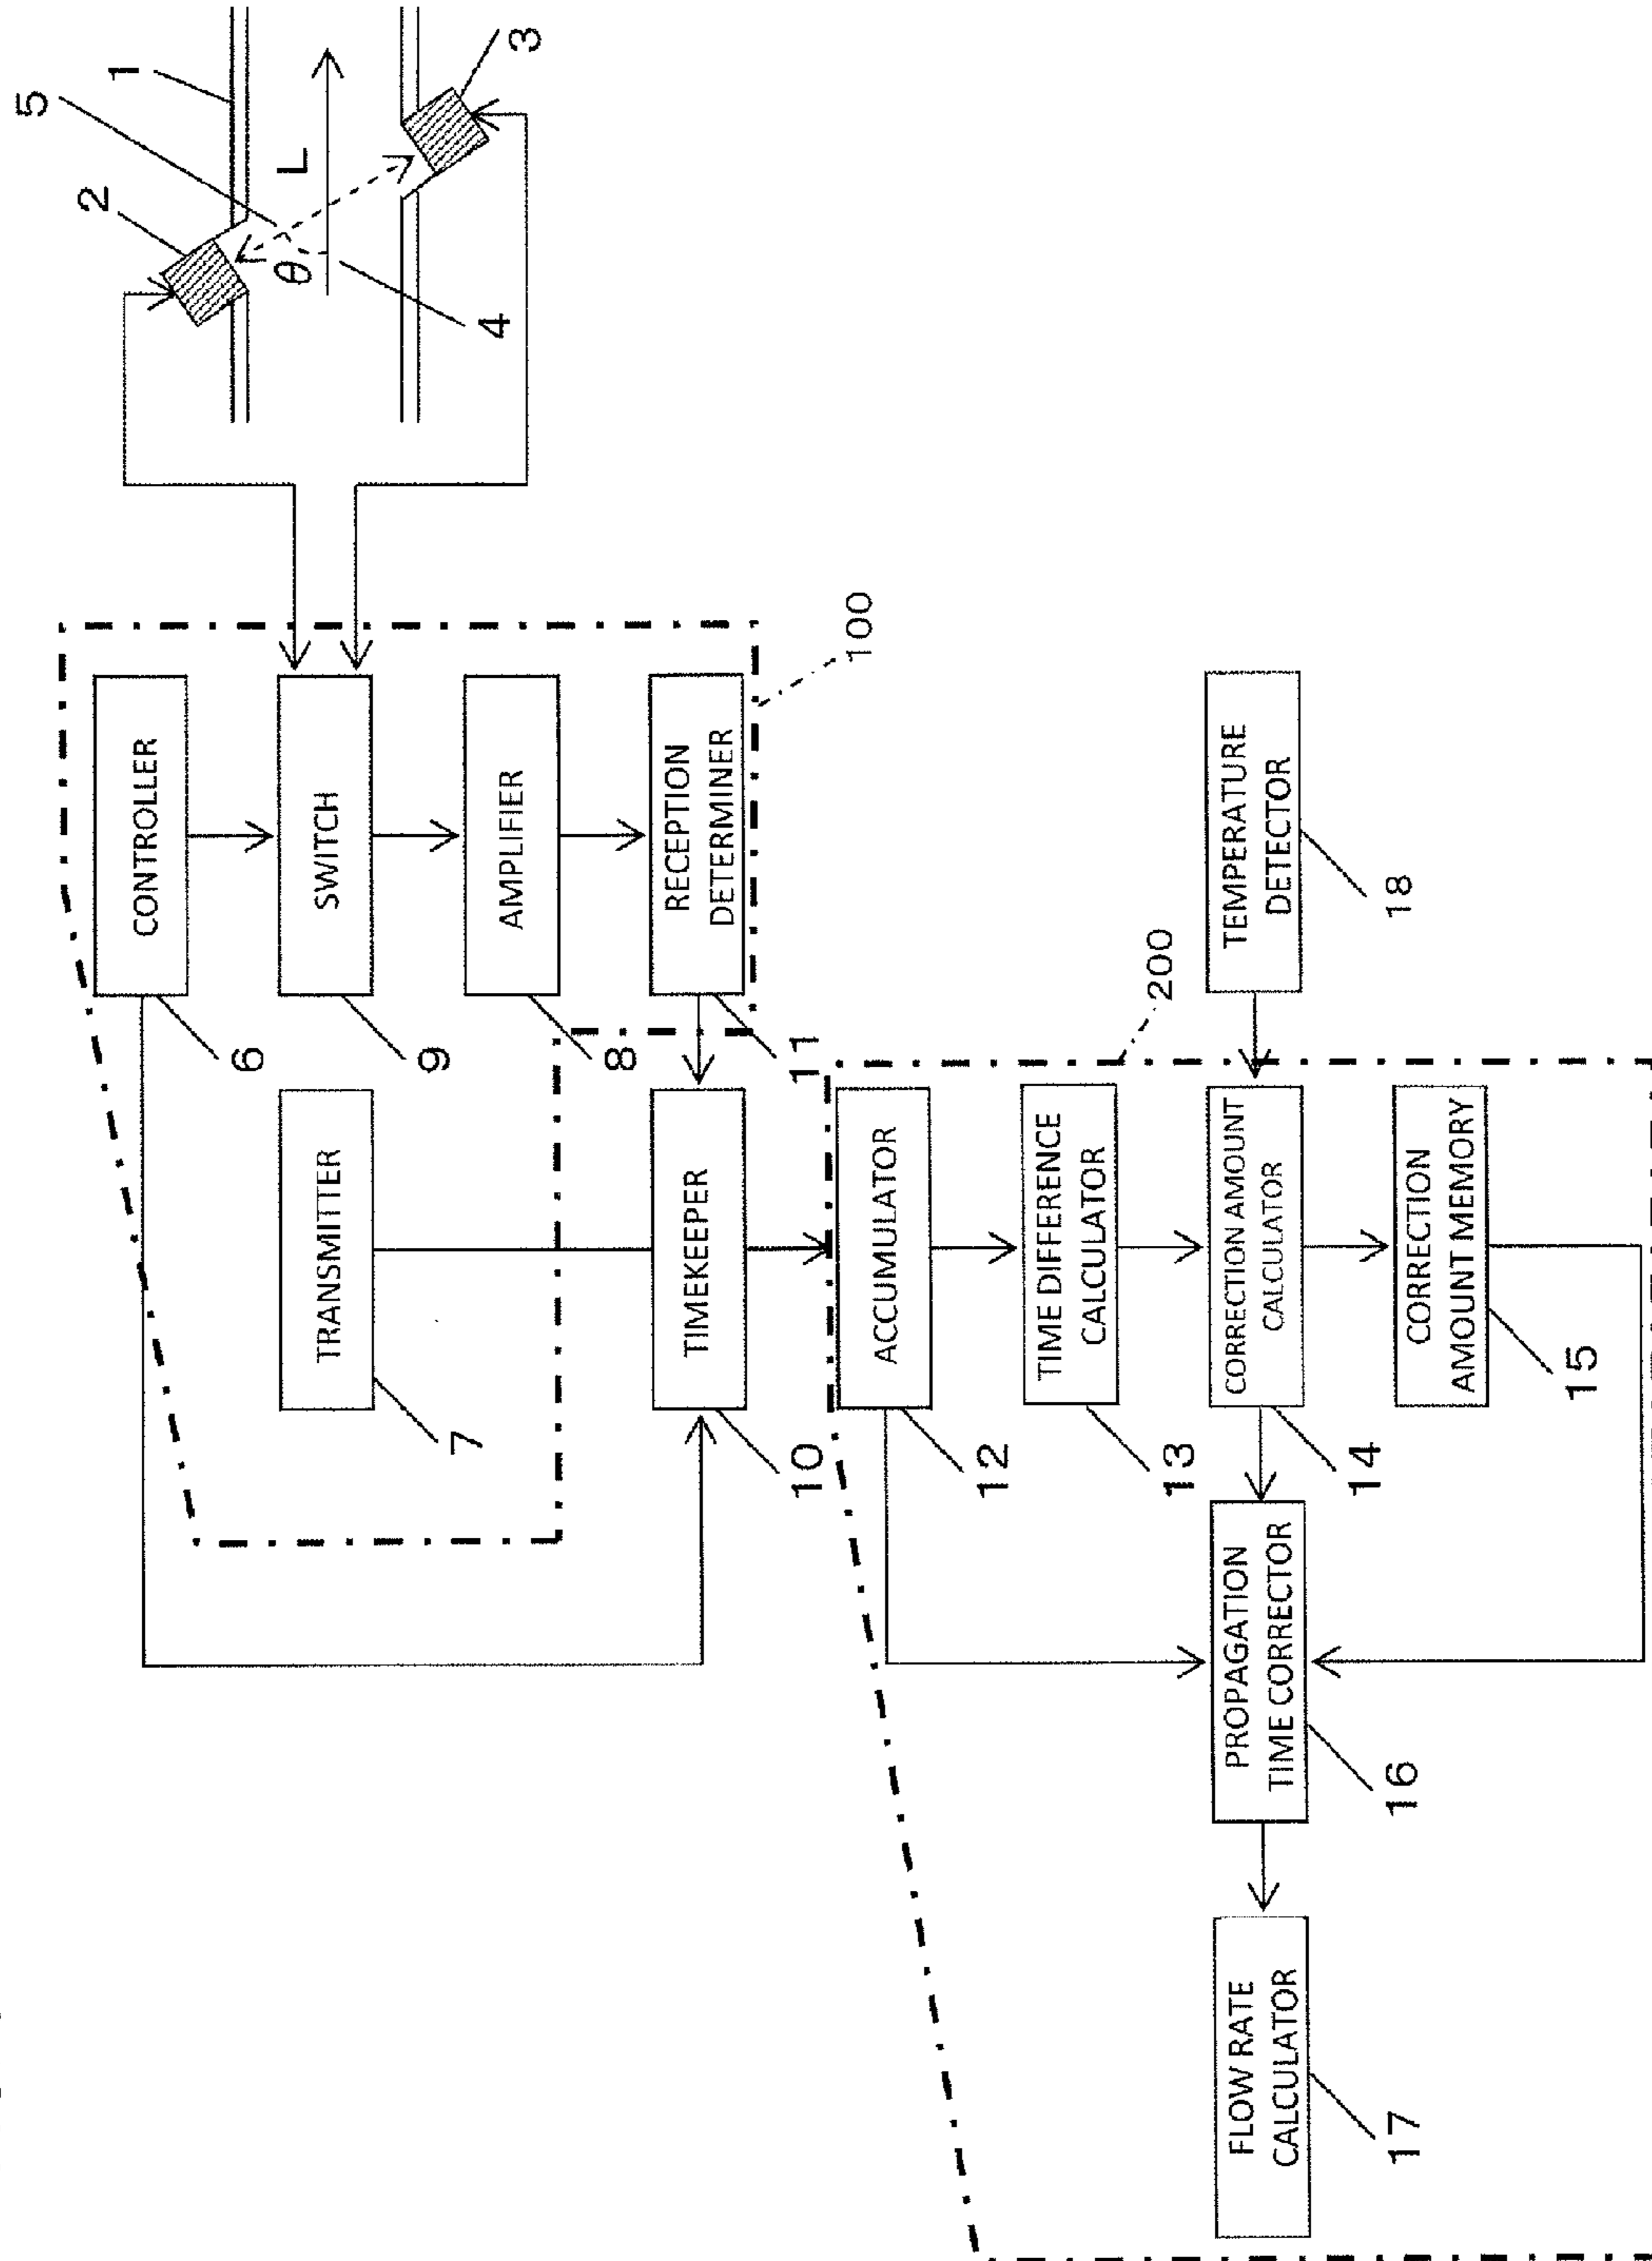 5
1
2
L
θ
3
4
CONTROLLER
6
SWITCH
9
TRANSMITTER
7
AMPLIFIER
8
RECEPTION
DETERMINER
11
100
TIMEKEEPER
10
200
ACCUMULATOR
12
TIME DIFFERENCE
CALCULATOR
13
TEMPERATURE
DETECTOR
18
CORRECTION AMOUNT
CALCULATOR
14
CORRECTION
AMOUNT MEMORY
15
PROPAGATION
TIME CORRECTOR
16
FLOW RATE
CALCULATOR
17